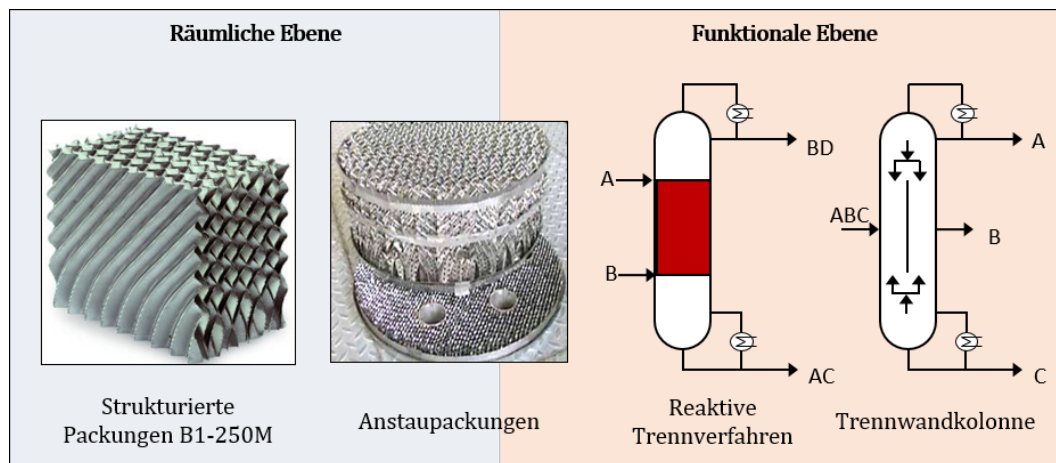 Räumliche Ebene
Funktionale Ebene
A
B
BD
AC
ABC
A
B
C
Strukturierte
Packungen B1-250M
Anstaupackungen
Reaktive
Trennverfahren
Trennwandkolonne